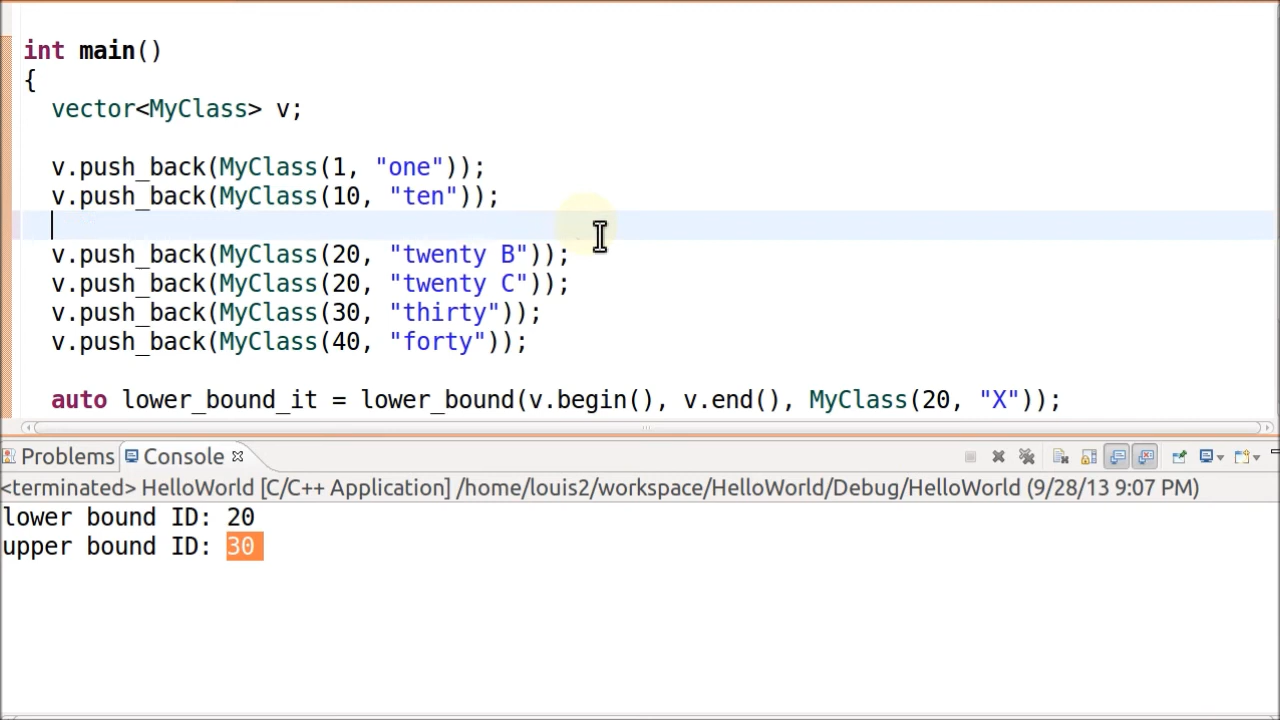 int main()
{
vector<MyClass> v;
v.push_back(MyClass(1, "one"));
v.push_back(MyClass(10, "ten"));
v.push_back(MyClass(20, "twenty B"));
v.push_back(MyClass(20, "twenty C"));
v.push_back(MyClass(30, "thirty"));
v.push_back(MyClass(40, "forty"));
auto lower_bound_it = lower_bound(v.begin(), v.end(), MyClass(20, "X"));
Problems Console
<terminated> HelloWorld [C/C++ Application] /home/louis2/workspace/HelloWorld/Debug/HelloWorld (9/28/13 9:07 PM)
lower bound ID: 20
upper bound ID: 30